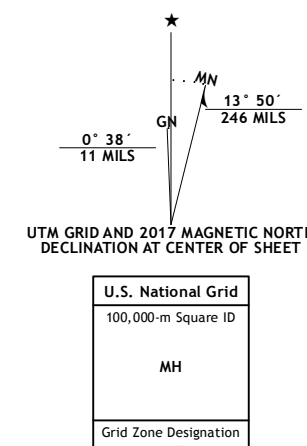 ★
MN
GN
13° 50´
246 MILS
0° 38´
11 MILS
UTM GRID AND 2017 MAGNETIC NORTH
DECLINATION AT CENTER OF SHEET
U.S. National Grid
100,000-m Square ID
MH
Grid Zone Designation